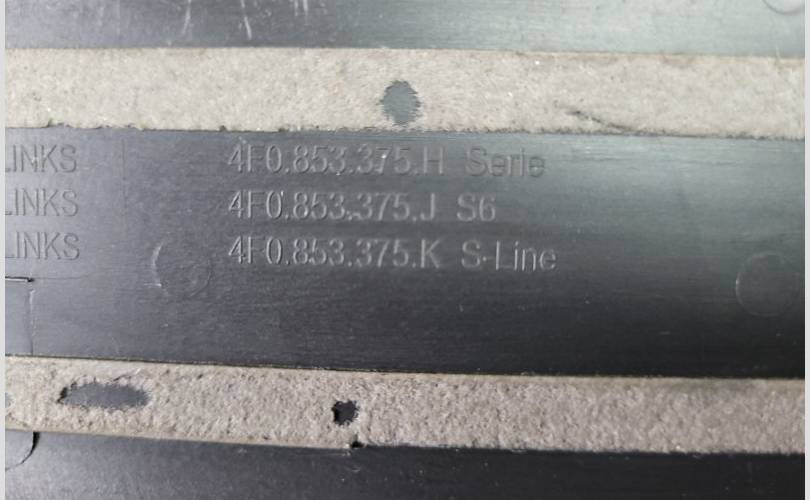 LINKS 4F0.853.375.H Serie
LINKS 4F0.853.375.J S6
LINKS 4F0.853.375.K S-Line